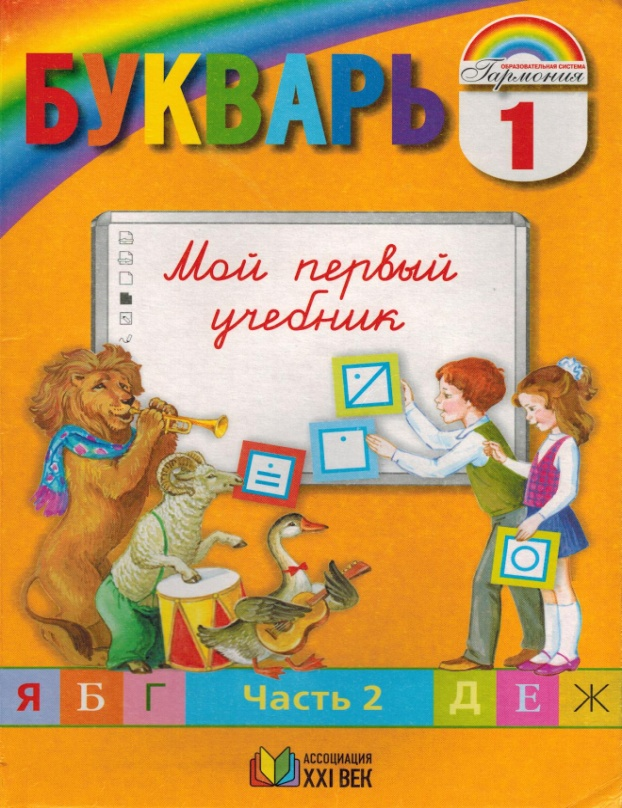 БУКВАРЬ
ОБРАЗОВАТЕЛЬНАЯ СИСТЕМА
Гармония
1
Мой первый
учебник
Я Б Г Часть 2 Д Е Ж
АССОЦИАЦИЯ
XXI ВЕК